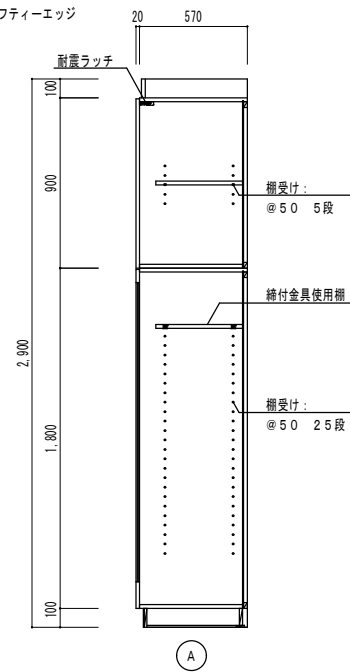 フティーエッジ
20 570
耐震ラッチ
100
900
棚受け：
@50 5段
締付金具使用棚
2,900
棚受け：
@50 25段
1,800
100
A